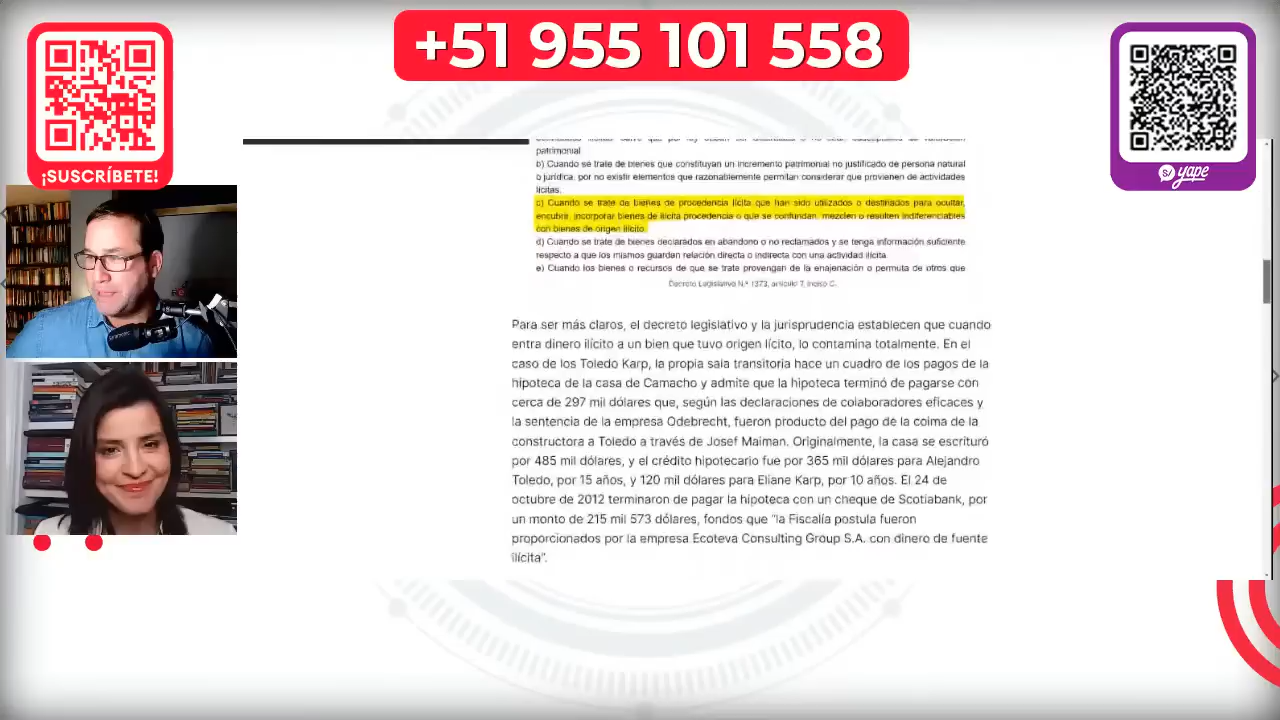 +51 955 101 558
¡SUSCRÍBETE!
S/ yape
patrimonial
b) Cuando se trate de bienes que constituyan un incremento patrimonial no justificado de persona natural
o jurídica, por no existir elementos que razonablemente permitan considerar que provienen de actividades
lícitas.
c) Cuando se trate de bienes de procedencia lícita que han sido utilizados o destinados para ocultar,
encubrir, incorporar bienes de ilícita procedencia o que se confundan, mezclen o resulten indiferenciables
con bienes de origen ilícito.
d) Cuando se trate de bienes declarados en abandono o no reclamados y se tenga información suficiente
respecto a que los mismos guardan relación directa o indirecta con una actividad ilícita.
e) Cuando los bienes o recursos de que se trate provengan de la enajenación o permuta de otros que
Decreto Legislativo N.º 1373, artículo 7, inciso C.
Para ser más claros, el decreto legislativo y la jurisprudencia establecen que cuando
entra dinero ilícito a un bien que tuvo origen lícito, lo contamina totalmente. En el
caso de los Toledo Karp, la propia sala transitoria hace un cuadro de los pagos de la
hipoteca de la casa de Camacho y admite que la hipoteca terminó de pagarse con
cerca de 297 mil dólares que, según las declaraciones de colaboradores eficaces y
la sentencia de la empresa Odebrecht, fueron producto del pago de la coima de la
constructora a Toledo a través de Josef Maiman. Originalmente, la casa se escrituró
por 485 mil dólares, y el crédito hipotecario fue por 365 mil dólares para Alejandro
Toledo, por 15 años, y 120 mil dólares para Eliane Karp, por 10 años. El 24 de
octubre de 2012 terminaron de pagar la hipoteca con un cheque de Scotiabank, por
un monto de 215 mil 573 dólares, fondos que “la Fiscalía postula fueron
proporcionados por la empresa Ecoteva Consulting Group S.A. con dinero de fuente
ilícita”.